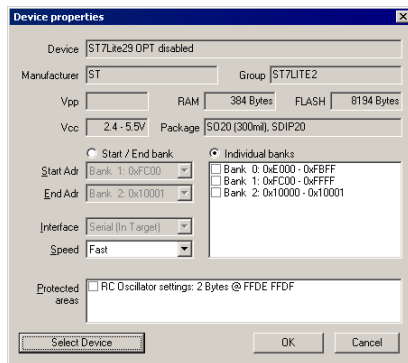 Device properties
Device ST7Lite29 OPT disabled
Manufacturer ST Group ST7LITE2
Vpp RAM 384 Bytes FLASH 8194 Bytes
Vcc 2.4 - 5.5V Package SO20 (300mil), SDIP20
Start / End bank Individual banks
Start Adr Bank 1: 0xFC00 Bank 0: 0xE000 - 0xFBFF
Bank 1: 0xFC00 - 0xFFFF
End Adr Bank 2: 0x10001 Bank 2: 0x10000 - 0x10001
Interface Serial (In Target)
Speed Fast
Protected areas RC Oscillator settings: 2 Bytes @ FFDE FFDF
Select Device OK Cancel